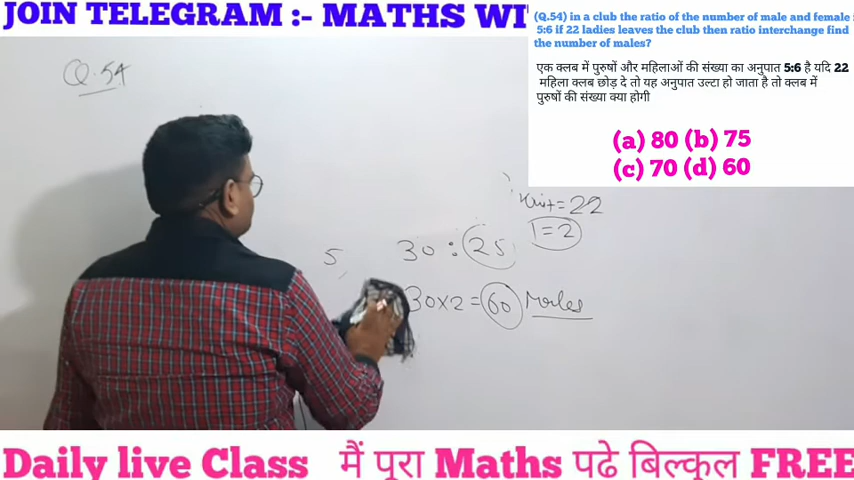 JOIN TELEGRAM :- MATHS WI
(Q.54) in a club the ratio of the number of male and female
5:6 if 22 ladies leaves the club then ratio interchange find
the number of males?
एक क्लब में पुरुषों और महिलाओं की संख्या का अनुपात 5:6 है यदि 22
महिला क्लब छोड़ दे तो यह अनुपात उल्टा हो जाता है तो क्लब में
पुरुषों की संख्या क्या होगी
(a) 80 (b) 75
(c) 70 (d) 60
Q.54
= 22
1 = 2
5,
30 : 25
30x2 = 60 Males
Daily live Class में पूरा Maths पढे बिल्कुल FREE